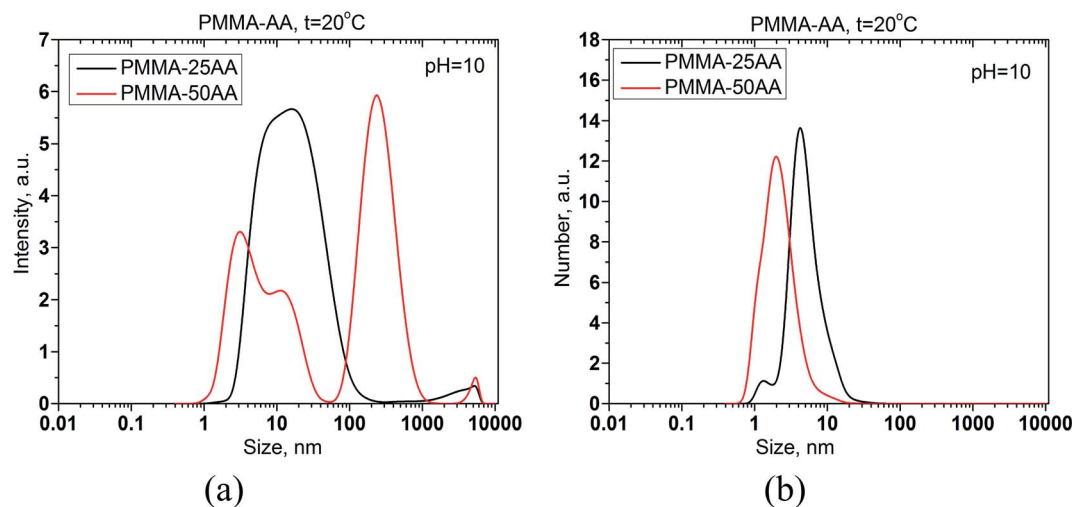 PMMA-AA, t=20°C
7
6
5
4
3
2
1
0
Intensity, a.u.
PMMA-25AA
PMMA-50AA
pH=10
0.01 0.1 1 10 100 1000 10000
Size, nm
(a)
PMMA-AA, t=20°C
18
16
14
12
10
8
6
4
2
0
Number, a.u.
PMMA-25AA
PMMA-50AA
pH=10
0.01 0.1 1 10 100 1000 10000
Size, nm
(b)